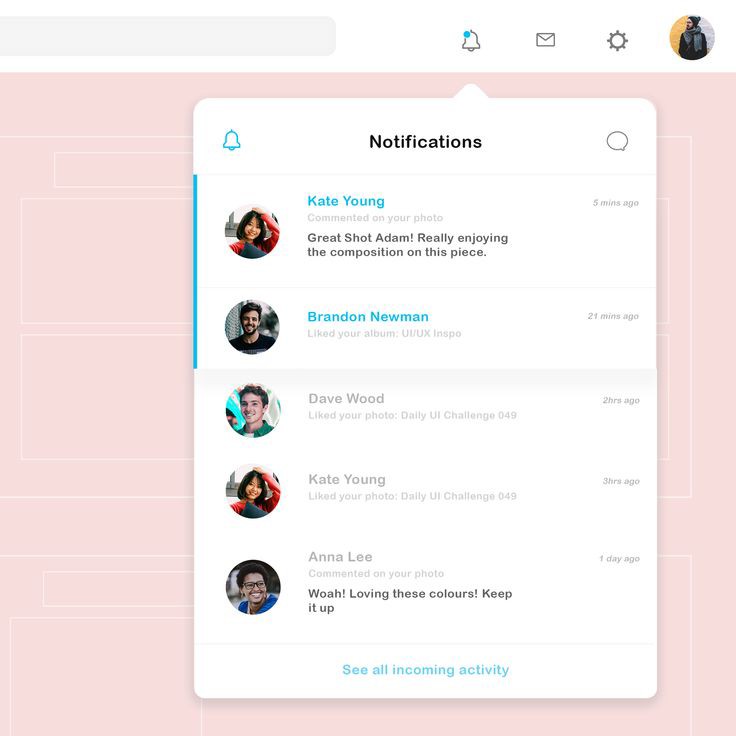 Notifications
Kate Young
5 mins ago
Commented on your photo
Great Shot Adam! Really enjoying
the composition on this piece.
Brandon Newman
21 mins ago
Liked your album: UI/UX Inspo
Dave Wood
2hrs ago
Liked your photo: Daily UI Challenge 049
Kate Young
3hrs ago
Liked your photo: Daily UI Challenge 049
Anna Lee
1 day ago
Commented on your photo
Woah! Loving these colours! Keep
it up
See all incoming activity